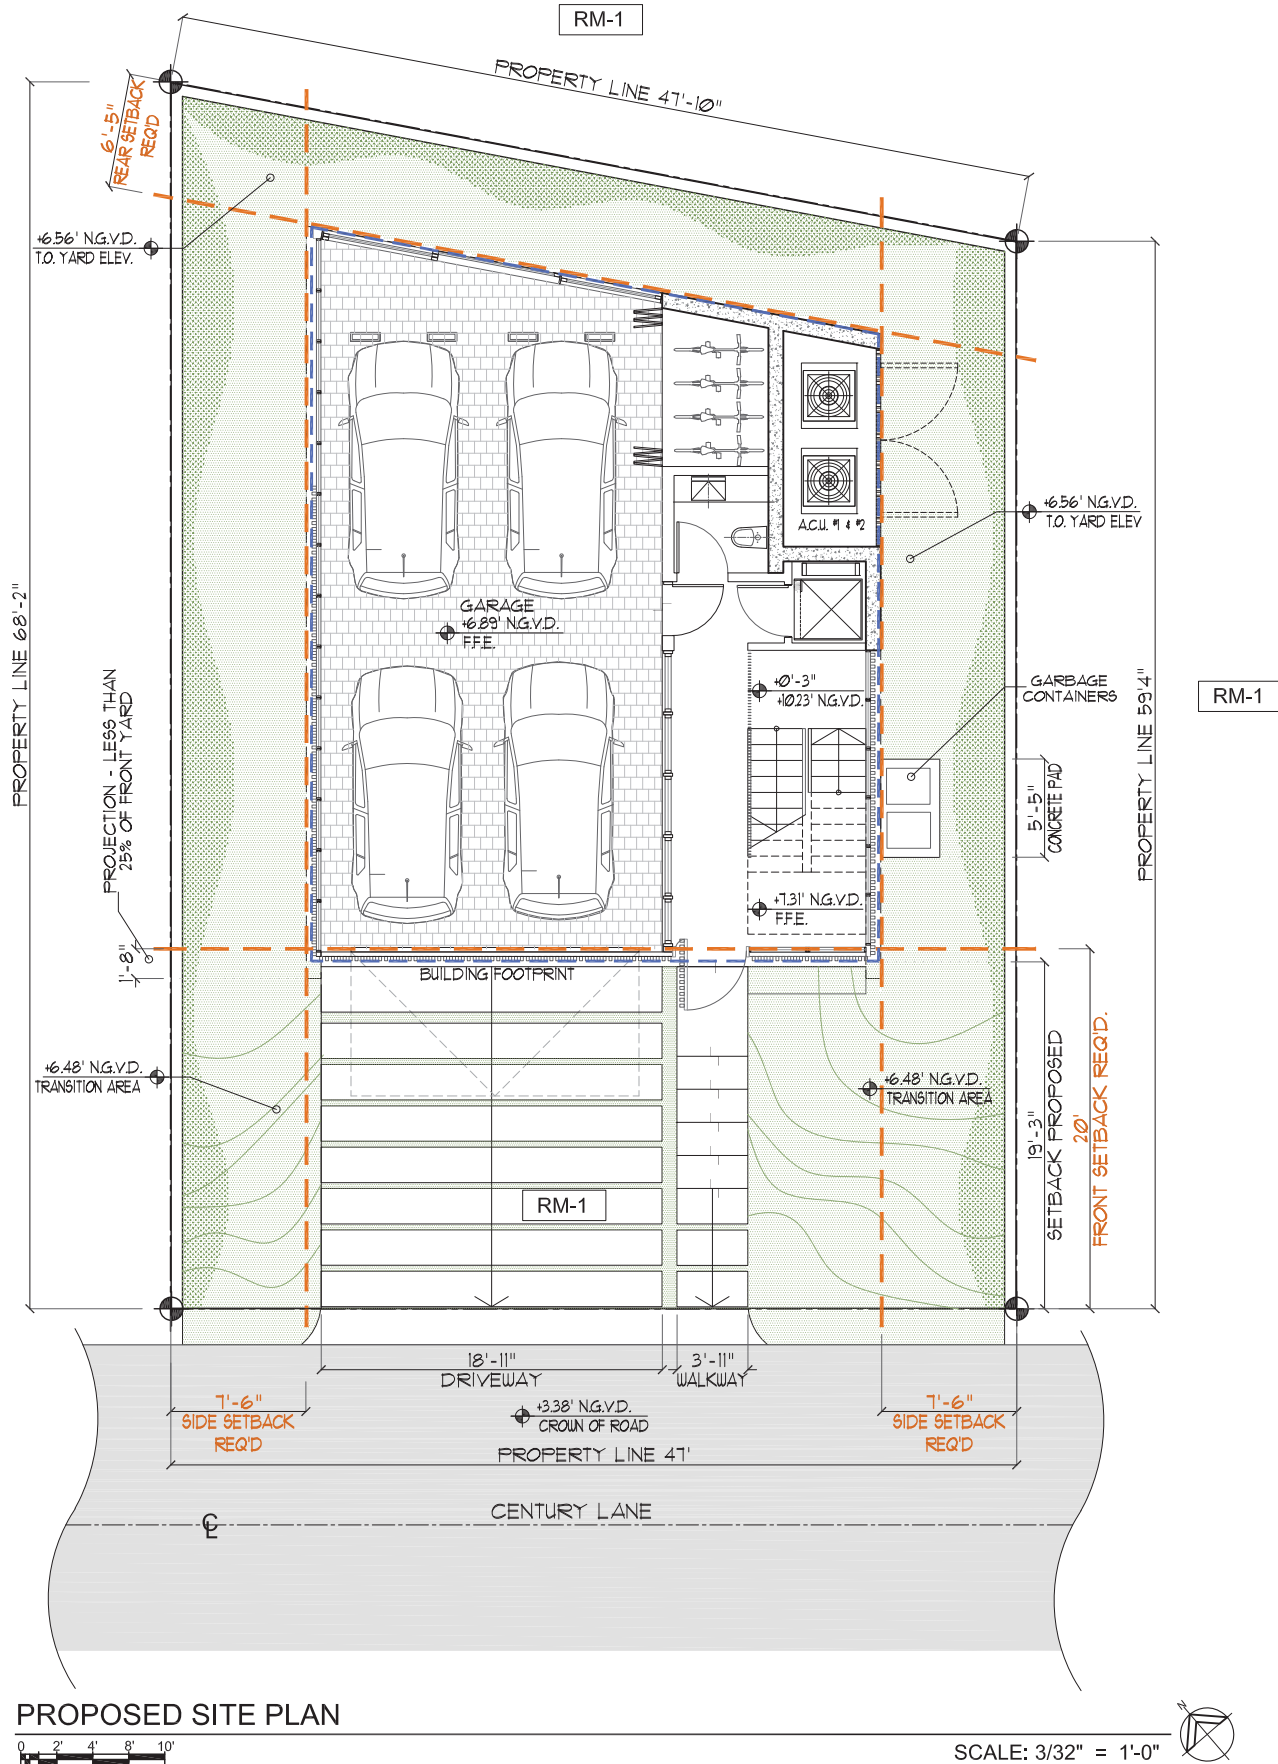 RM-1
PROPERTY LINE 47'-10"
6'-5"
REAR SETBACK
REQ'D
+6.56' N.G.V.D.
T.O. YARD ELEV.
A.C.U. #1 & #2
+6.56' N.G.V.D.
T.O. YARD ELEV
GARAGE
+6.89' N.G.V.D.
F.F.E.
PROPERTY LINE 68'-2"
PROJECTION - LESS THAN
25% OF FRONT YARD
1'-8"
+0'-3"
+10.23' N.G.V.D.
GARBAGE
CONTAINERS
RM-1
PROPERTY LINE 59'4"
5'-5"
CONCRETE PAD
+7.31' N.G.V.D.
F.F.E.
BUILDING FOOTPRINT
+6.48' N.G.V.D.
TRANSITION AREA
+6.48' N.G.V.D.
TRANSITION AREA
19'-3"
SETBACK PROPOSED
20'
FRONT SETBACK REQ'D.
RM-1
18'-11"
DRIVEWAY
3'-11"
WALKWAY
7'-6"
SIDE SETBACK
REQ'D
+3.38' N.G.V.D.
CROWN OF ROAD
7'-6"
SIDE SETBACK
REQ'D
PROPERTY LINE 47'
CENTURY LANE
CL
PROPOSED SITE PLAN
0 2' 4' 8' 10'
SCALE: 3/32" = 1'-0"
N